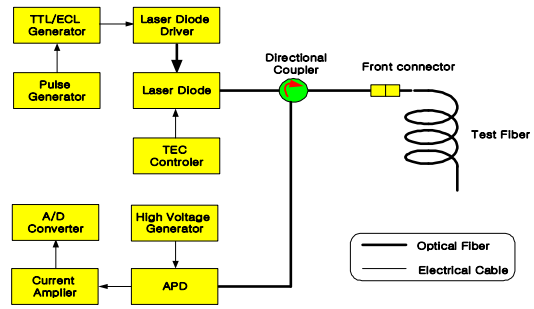 TTL/ECL
Generator
Laser Diode
Driver
Directional
Coupler
Front connector
Pulse
Generator
Laser Diode
Test Fiber
TEC
Controler
A/D
Converter
High Voltage
Generator
Optical Fiber
Electrical Cable
Current
Amplier
APD